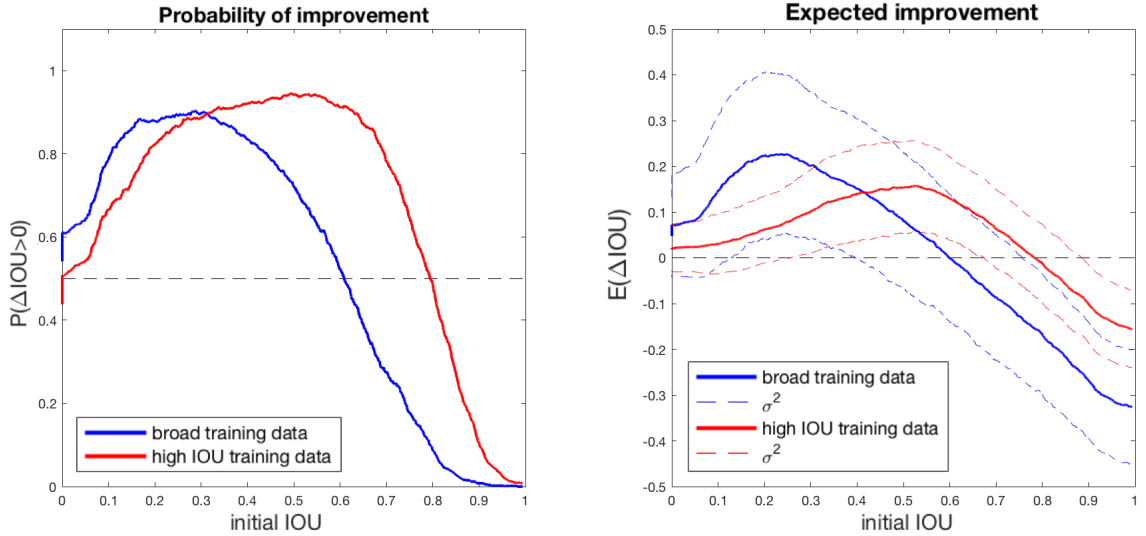 Probability of improvement
1
0.8
0.6
0.4
0.2
0
P(ΔIOU>0)
0 0.1 0.2 0.3 0.4 0.5 0.6 0.7 0.8 0.9 1
initial IOU
broad training data
high IOU training data
Expected improvement
0.5
0.4
0.3
0.2
0.1
0
-0.1
-0.2
-0.3
-0.4
-0.5
E(ΔIOU)
0 0.1 0.2 0.3 0.4 0.5 0.6 0.7 0.8 0.9 1
initial IOU
broad training data
σ²
high IOU training data
σ²